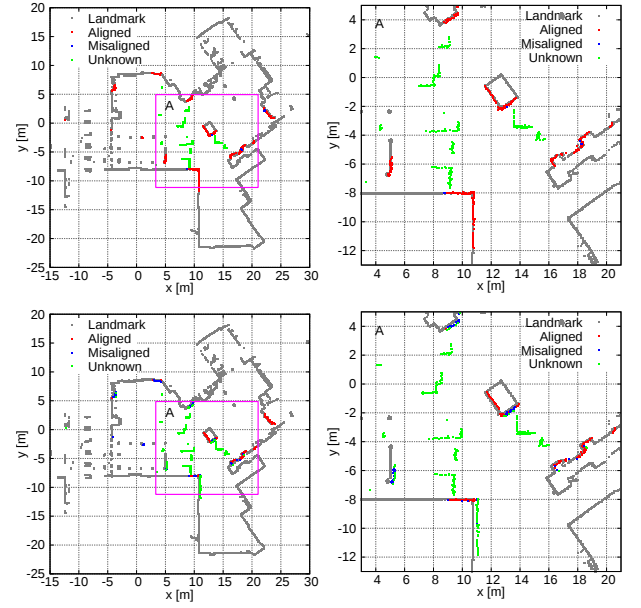 20
15
10
5
0
-5
-10
-15
-20
25
y [m]
-15 -10 -5 0 5 10 15 20 25 30
x [m]
Landmark
Aligned
Misaligned
Unknown
A
4
2
0
-2
-4
-6
-8
-10
-12
y [m]
4 6 8 10 12 14 16 18 20
x [m]
A
Landmark
Aligned
Misaligned
Unknown
20
15
10
5
0
-5
-10
-15
-20
25
y [m]
-15 -10 -5 0 5 10 15 20 25 30
x [m]
Landmark
Aligned
Misaligned
Unknown
A
4
2
0
-2
-4
-6
-8
-10
-12
y [m]
4 6 8 10 12 14 16 18 20
x [m]
A
Landmark
Aligned
Misaligned
Unknown